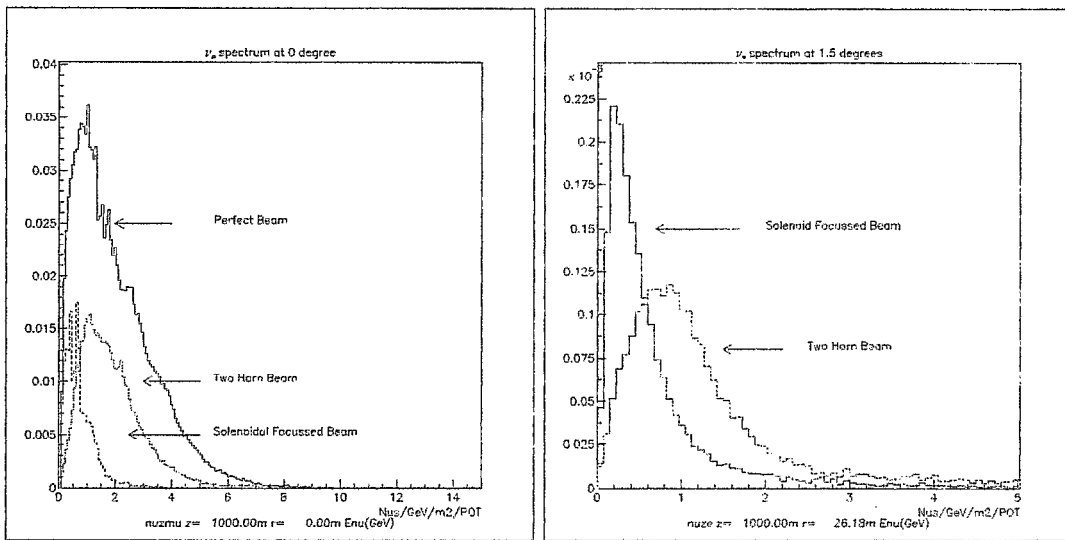 ν spectrum at 0 degree
0.04
0.035
0.03
0.025
0.02
0.015
0.01
0.005
0
Perfect Beam
Two Horn Beam
Solenoidal Focussed Beam
0 2 4 6 8 10 12 14
Nus/GeV/m2/POT
nuzmu z= 1000.00m r= 0.00m Enu(GeV)
ν spectrum at 1.5 degrees
0.225
0.2
0.175
0.15
0.125
0.1
0.075
0.05
0.025
0
Solenoid Focussed Beam
Two Horn Beam
0 1 2 3 4 5
Nus/GeV/m2/POT
nuze z= 1000.00m r= 26.18m Enu(GeV)